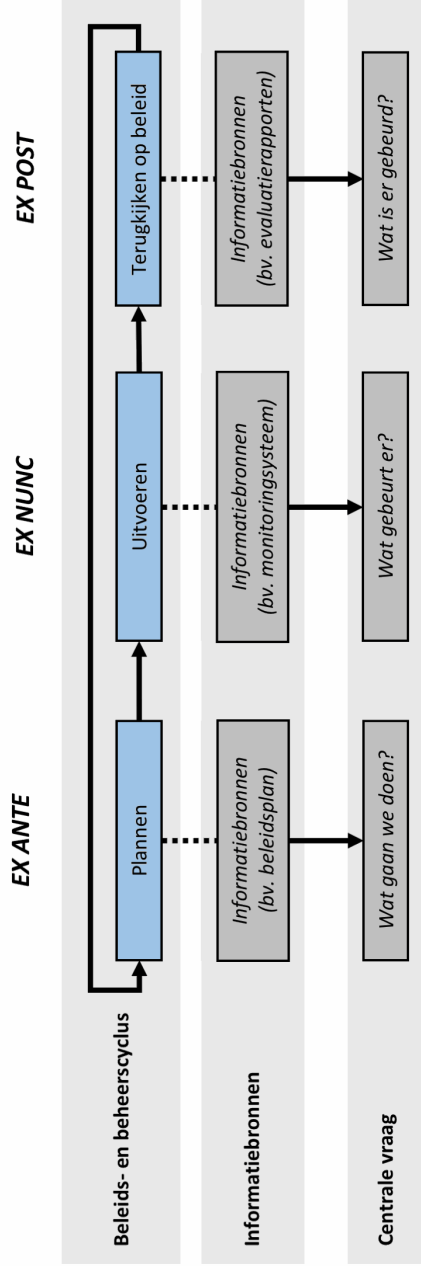 EX ANTE
EX NUNC
EX POST
Beleids- en beheerscyclus
Plannen
Uitvoeren
Terugkijken op beleid
Informatiebronnen
Informatiebronnen
(bv. beleidsplan)
Informatiebronnen
(bv. monitoringsysteem)
Informatiebronnen
(bv. evaluatierapporten)
Centrale vraag
Wat gaan we doen?
Wat gebeurt er?
Wat is er gebeurd?